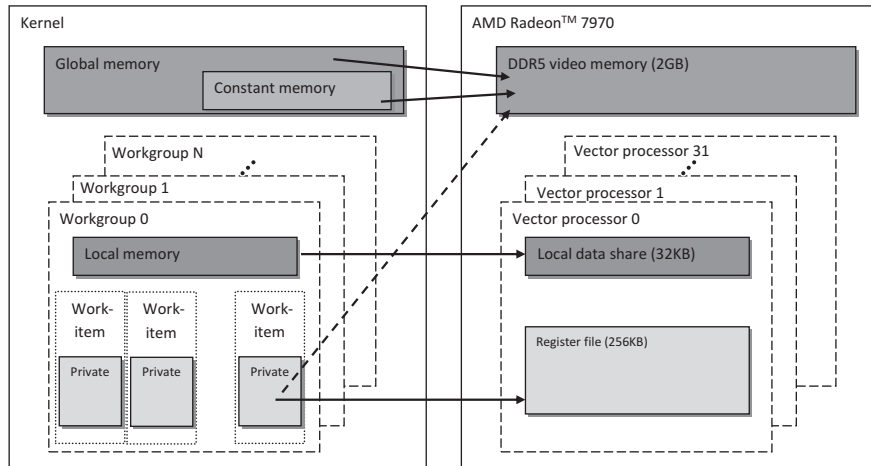 Kernel
Global memory
Constant memory
Workgroup N
Workgroup 1
Workgroup 0
Local memory
Work-
item
Work-
item
Work-
item
Private
Private
Private
AMD Radeon™ 7970
DDR5 video memory (2GB)
Vector processor 31
Vector processor 1
Vector processor 0
Local data share (32KB)
Register file (256KB)